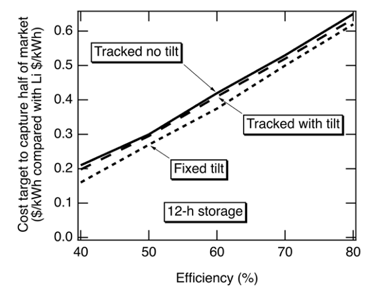 Cost target to capture half of market
($/kWh compared with Li $/kWh)
0.6
0.5
0.4
0.3
0.2
0.1
0.0
Tracked no tilt
Tracked with tilt
Fixed tilt
12-h storage
40
50
60
70
80
Efficiency (%)